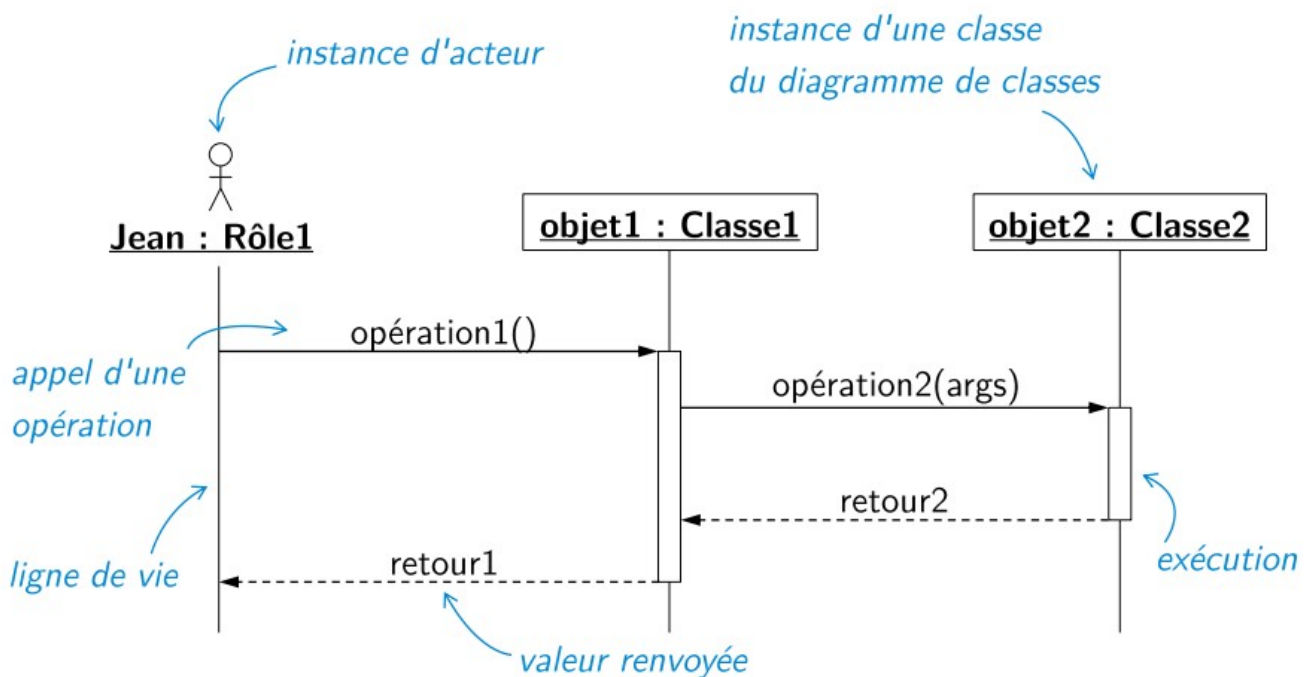 instance d'acteur
instance d'une classe
du diagramme de classes
Jean : Rôle1
objet1 : Classe1
objet2 : Classe2
opération1()
appel d'une
opération
opération2(args)
retour2
exécution
ligne de vie
retour1
valeur renvoyée